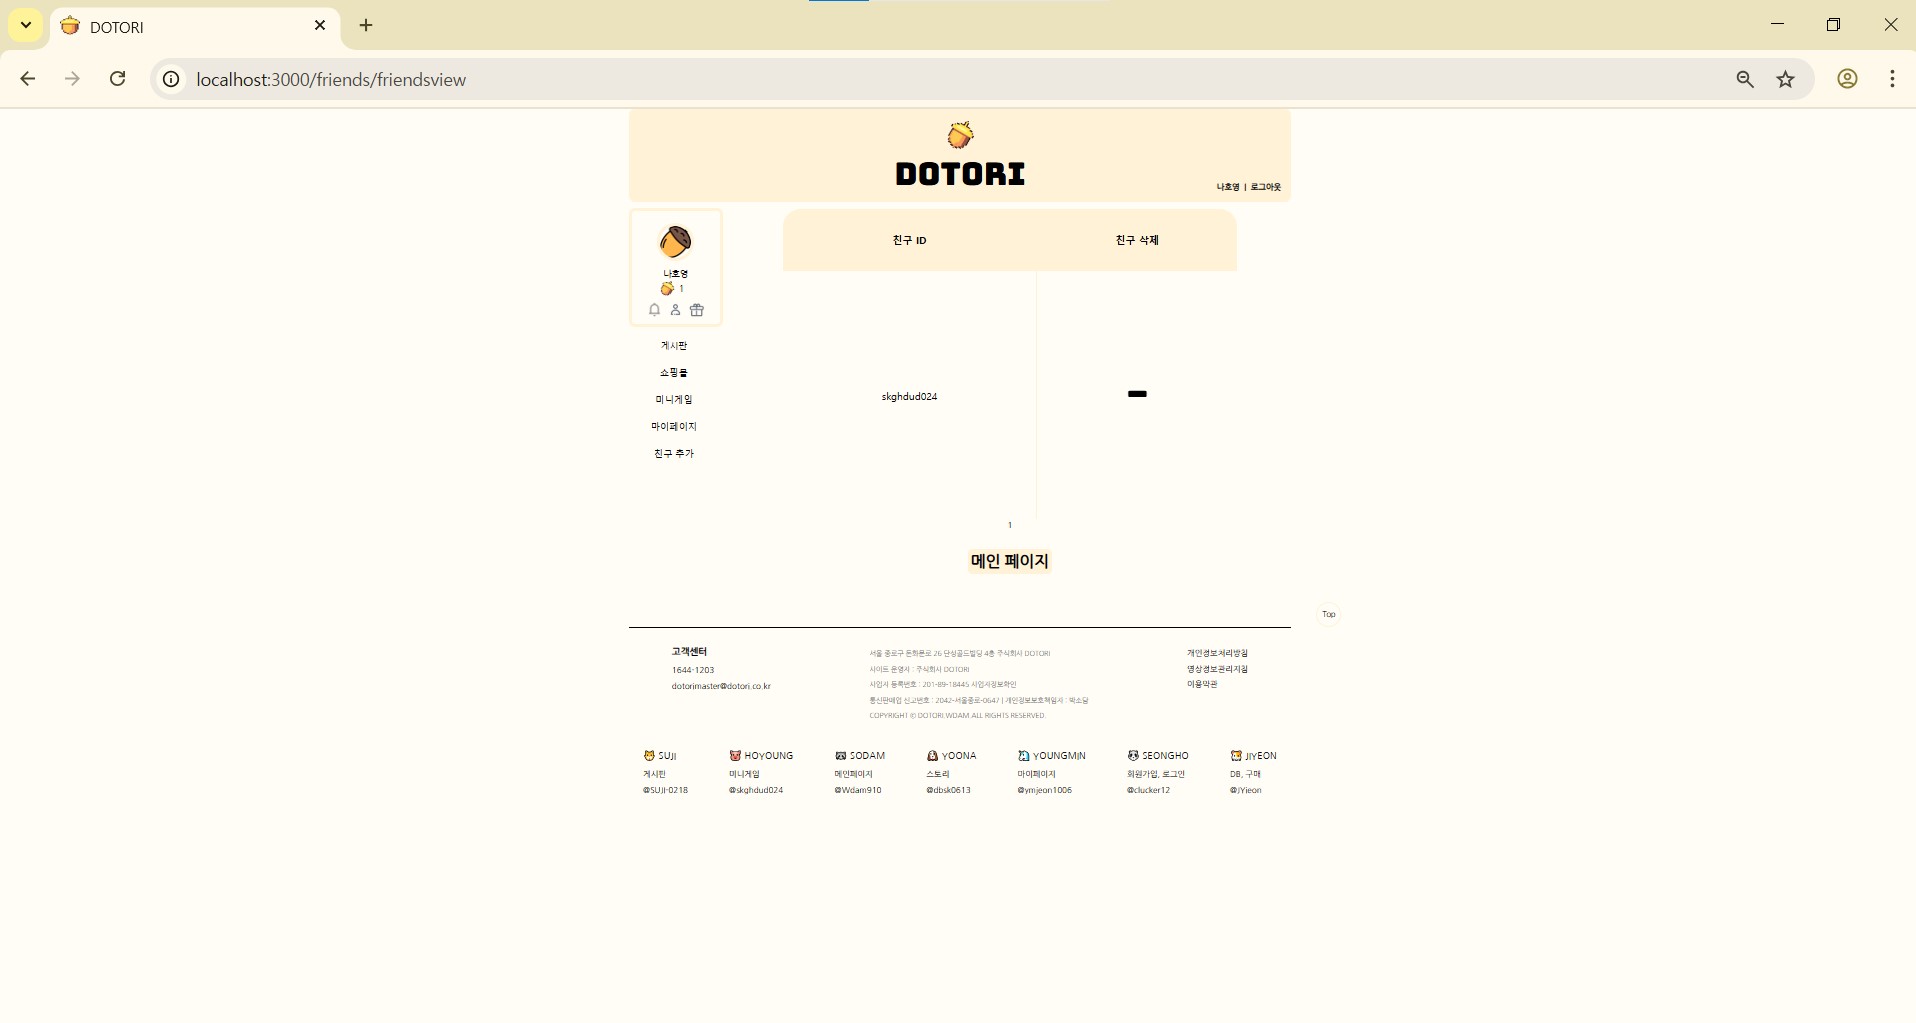 DOTORI
localhost:3000/friends/friendsview
DOTORI
나호영 | 로그아웃
나호영
1
게시판
쇼핑몰
미니게임
마이페이지
친구 추가
친구 ID 친구 삭제
skghdud024
1
메인 페이지
Top
고객센터
1644-1203
dotorimaster@dotori.co.kr
서울 종로구 돈화문로 26 단성골드빌딩 4층 주식회사 DOTORI
사이트 운영자 : 주식회사 DOTORI
사업자 등록번호 : 201-89-18445 사업자정보확인
통신판매업 신고번호 : 2042-서울종로-0647 | 개인정보보호책임자 : 박소담
COPYRIGHT © DOTORI.WDAM.ALL RIGHTS RESERVED.
개인정보처리방침
영상정보관리지침
이용약관
SUJI HOYOUNG SODAM YOONA YOUNGMIN SEONGHO JIYEON
게시판 미니게임 메인페이지 스토리 마이페이지 회원가입, 로그인 DB, 구매
@SUJI-0218 @skghdud024 @Wdam910 @dbsk0613 @ymjeon1006 @clucker12 @JYieon